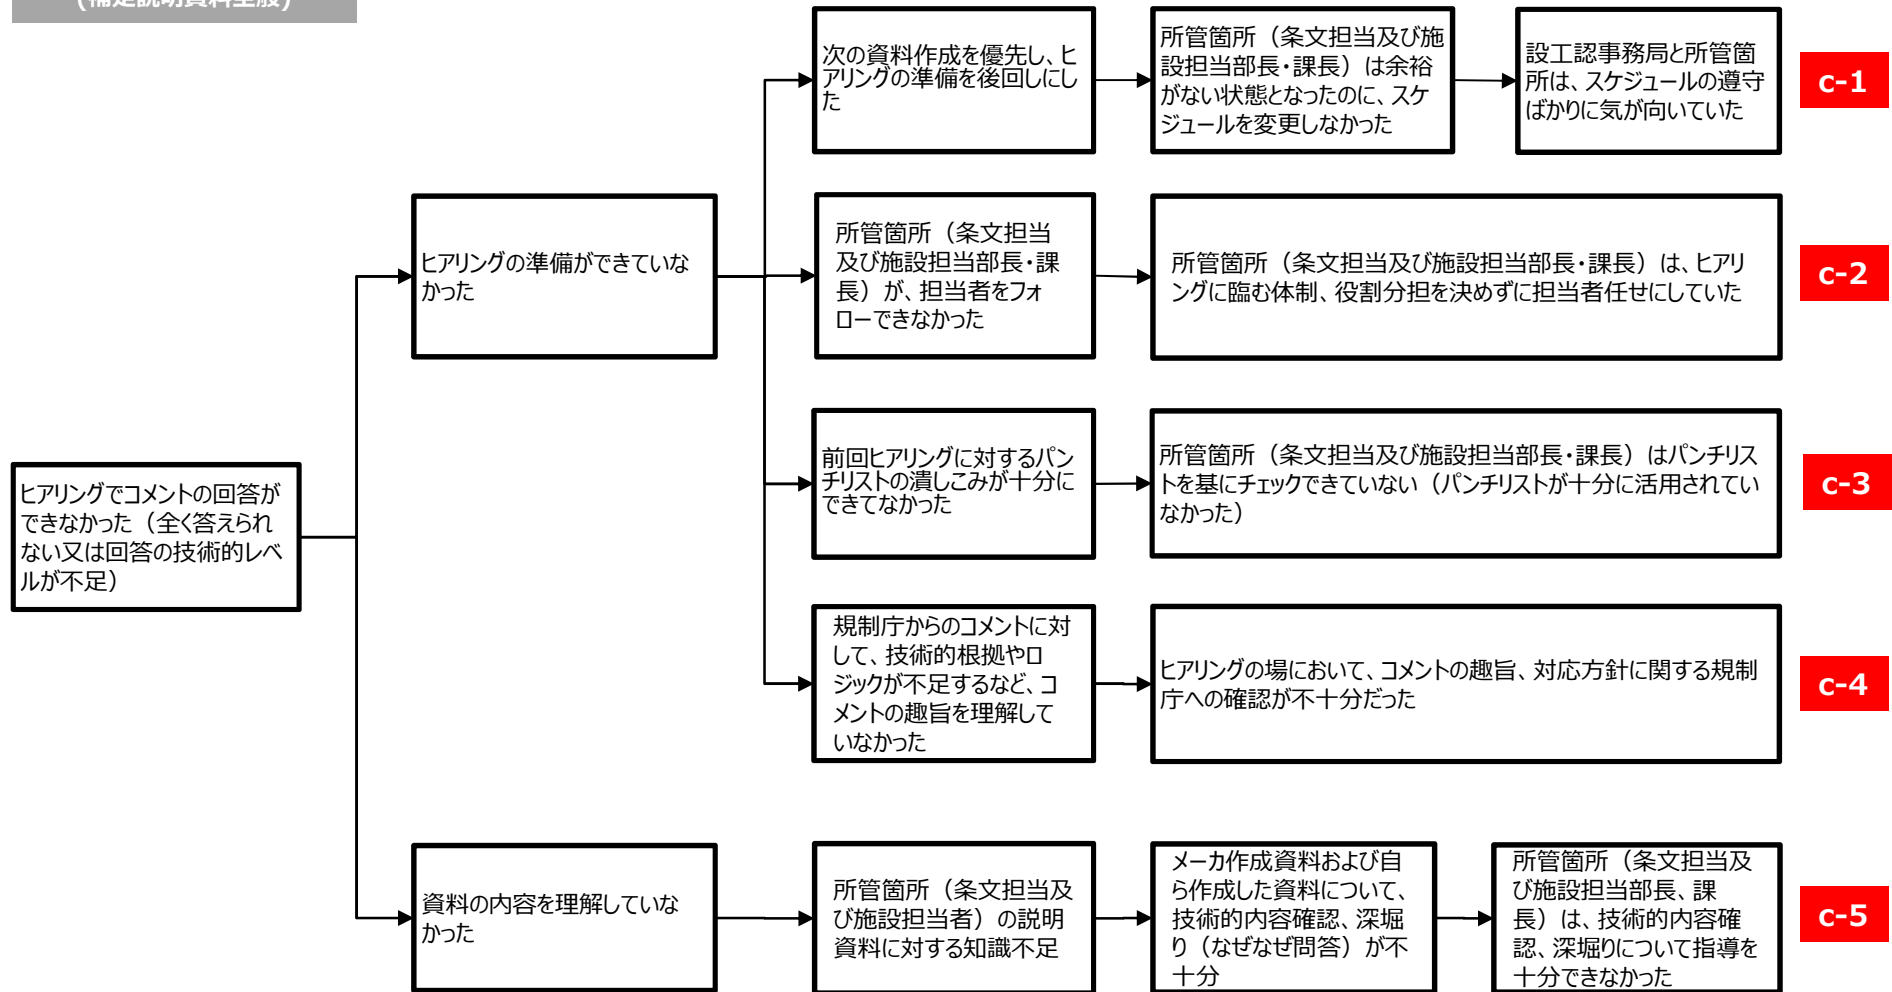 (補足説明資料全般)
次の資料作成を優先し、ヒ
アリングの準備を後回しにし
た
所管箇所（条文担当及び施
設担当部長・課長）は余裕
がない状態となったのに、スケ
ジュールを変更しなかった
設工認事務局と所管箇
所は、スケジュールの遵守
ばかりに気が向いていた
c-1
ヒアリングの準備ができていな
かった
所管箇所（条文担当
及び施設担当部長・課
長）が、担当者をフォ
ローできなかった
所管箇所（条文担当及び施設担当部長・課長）は、ヒアリ
ングに臨む体制、役割分担を決めずに担当者任せにしていた
c-2
前回ヒアリングに対するパン
チリストの潰しこみが十分に
できてなかった
所管箇所（条文担当及び施設担当部長・課長）はパンチリス
トを基にチェックできていない（パンチリストが十分に活用されてい
なかった）
c-3
ヒアリングでコメントの回答が
できなかった（全く答えられ
ない又は回答の技術的レベ
ルが不足）
規制庁からのコメントに対
して、技術的根拠やロ
ジックが不足するなど、コ
メントの趣旨を理解して
いなかった
ヒアリングの場において、コメントの趣旨、対応方針に関する規制
庁への確認が不十分だった
c-4
資料の内容を理解していな
かった
所管箇所（条文担当及
び施設担当者）の説明
資料に対する知識不足
メーカ作成資料および自
ら作成した資料について、
技術的内容確認、深堀
り（なぜなぜ問答）が不
十分
所管箇所（条文担当及
び施設担当部長、課
長）は、技術的内容確
認、深堀りについて指導を
十分できなかった
c-5